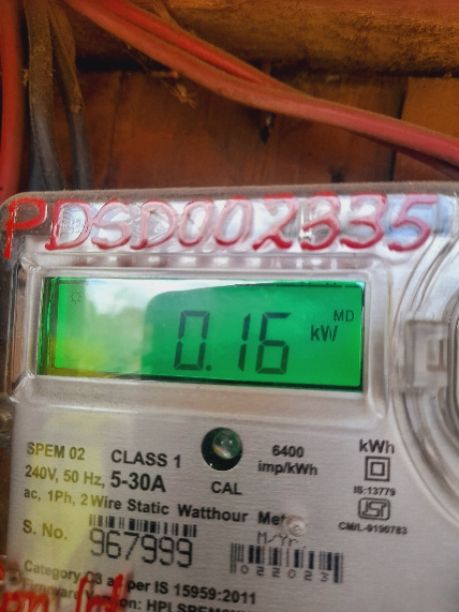 PDSD002335
MD
0.16 kW
SPEM 02 CLASS 1
6400 imp/kWh
kWh
240V, 50 Hz, 5-30A
CAL
IS:13779
ac, 1Ph, 2 Wire Static Watthour
CM/L-9190783
S. No. 967999
M/Yr
022023
Category C3 as per IS 15959:2011